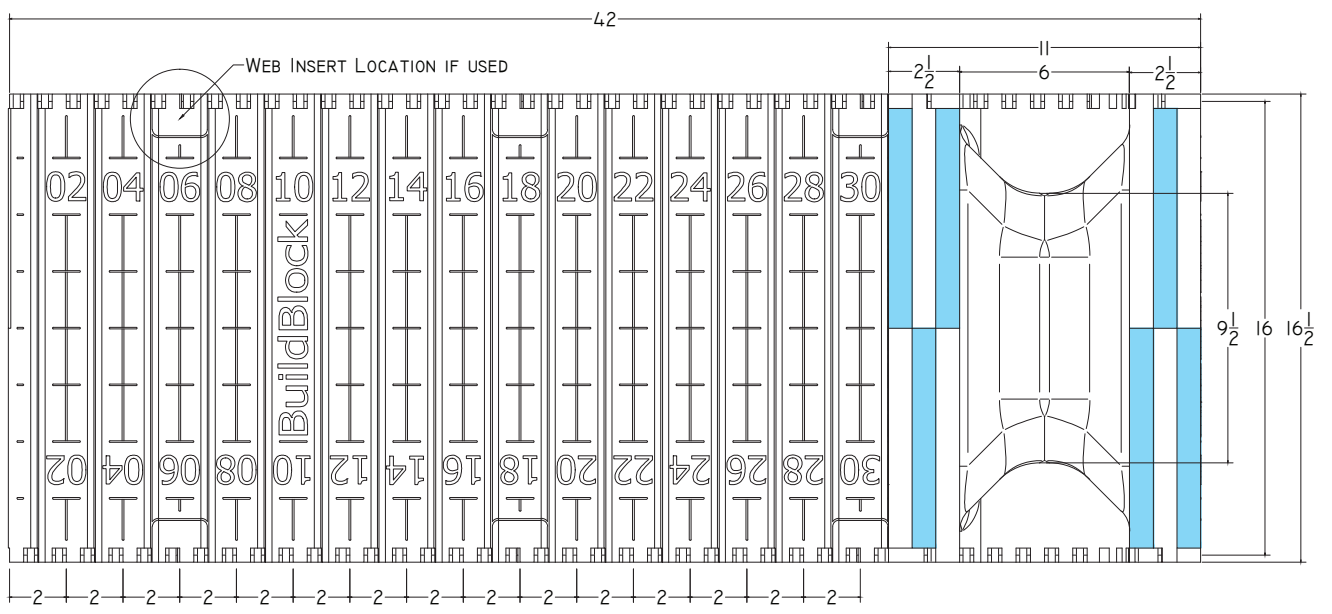 42
11
2 1/2 6 2 1/2
WEB INSERT LOCATION IF USED
02 04 06 08 10 12 14 16 18 20 22 24 26 28 30
BuildBlock
9 1/2 16 16 1/2
02 04 06 08 10 12 14 16 18 20 22 24 26 28 30
2 2 2 2 2 2 2 2 2 2 2 2 2 2 2